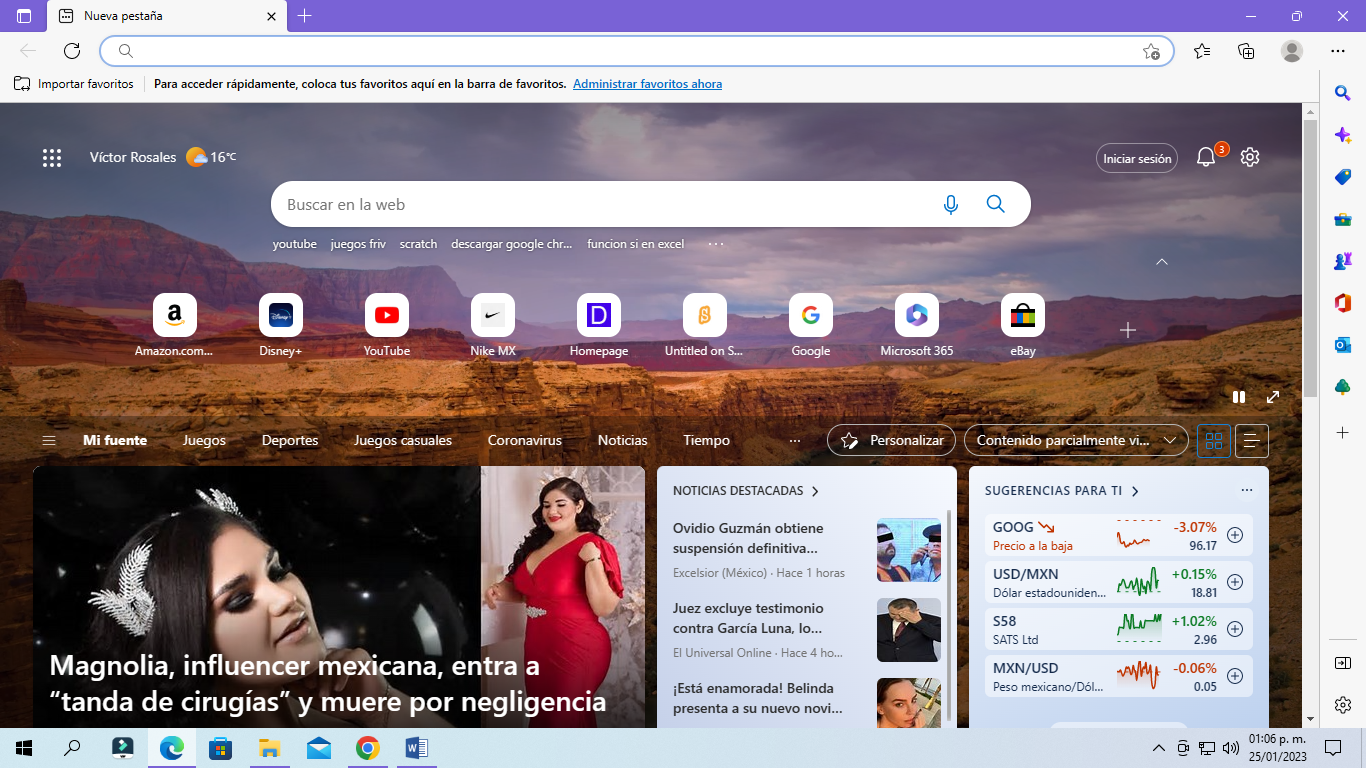 Nueva pestaña
Importar favoritos
Para acceder rápidamente, coloca tus favoritos aquí en la barra de favoritos. Administrar favoritos ahora
Víctor Rosales 16°C
Iniciar sesión
3
Buscar en la web
youtube juegos friv scratch descargar google chr... funcion si en excel ...
Amazon.com... Disney+ YouTube Nike MX Homepage Untitled on S... Google Microsoft 365 eBay
Mi fuente Juegos Deportes Juegos casuales Coronavirus Noticias Tiempo ... Personalizar Contenido parcialmente vi...
Magnolia, influencer mexicana, entra a
“tanda de cirugías” y muere por negligencia
NOTICIAS DESTACADAS
Ovidio Guzmán obtiene
suspensión definitiva...
Excelsior (México) · Hace 1 horas
Juez excluye testimonio
contra García Luna, lo...
El Universal Online · Hace 4 ho...
¡Está enamorada! Belinda
presenta a su nuevo novi...
SUGERENCIAS PARA TI
GOOG -3.07%
Precio a la baja 96.17
USD/MXN +0.15%
Dólar estadouniden... 18.81
S58 +1.02%
SATS Ltd 2.96
MXN/USD -0.06%
Peso mexicano/Dól... 0.05
01:06 p. m.
25/01/2023